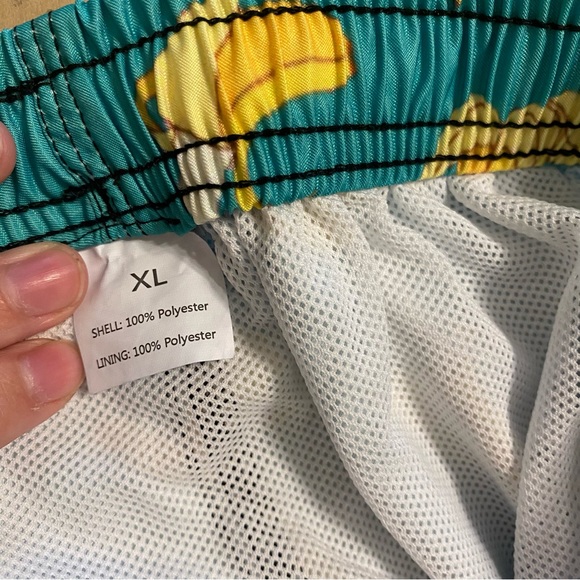 XL
SHELL: 100% Polyester
LINING: 100% Polyester